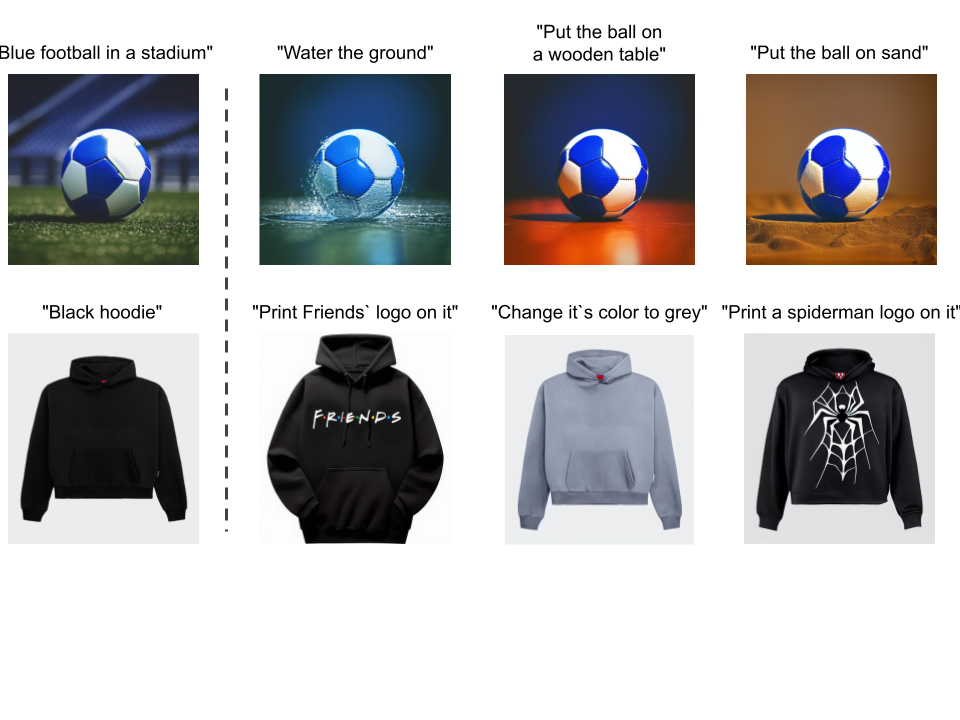 Blue football in a stadium"
"Water the ground"
"Put the ball on
a wooden table"
"Put the ball on sand"
"Black hoodie"
"Print Friends` logo on it"
"Change it`s color to grey"
"Print a spiderman logo on it"
F·R·I·E·N·D·S